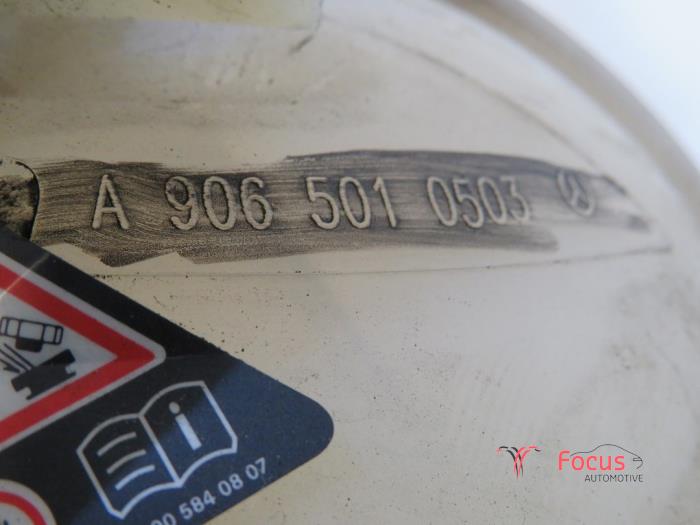 A 906 501 0503
i
00 584 08 07
Focus
AUTOMOTIVE